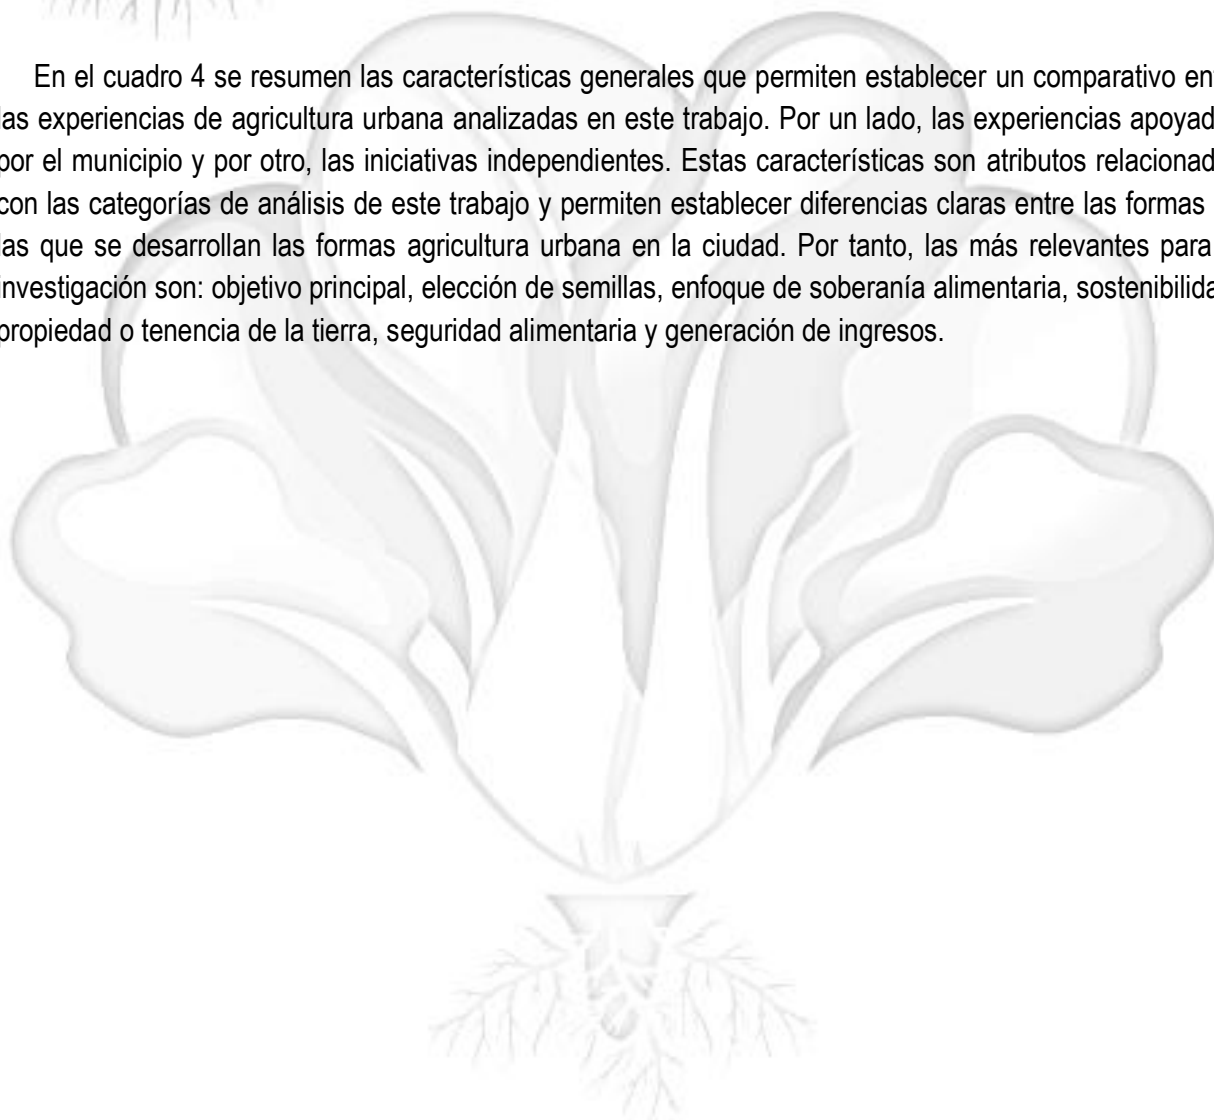 En el cuadro 4 se resumen las características generales que permiten establecer un comparativo en
las experiencias de agricultura urbana analizadas en este trabajo. Por un lado, las experiencias apoyad
por el municipio y por otro, las iniciativas independientes. Estas características son atributos relacionad
con las categorías de análisis de este trabajo y permiten establecer diferencias claras entre las formas
las que se desarrollan las formas agricultura urbana en la ciudad. Por tanto, las más relevantes para
investigación son: objetivo principal, elección de semillas, enfoque de soberanía alimentaria, sostenibilida
propiedad o tenencia de la tierra, seguridad alimentaria y generación de ingresos.